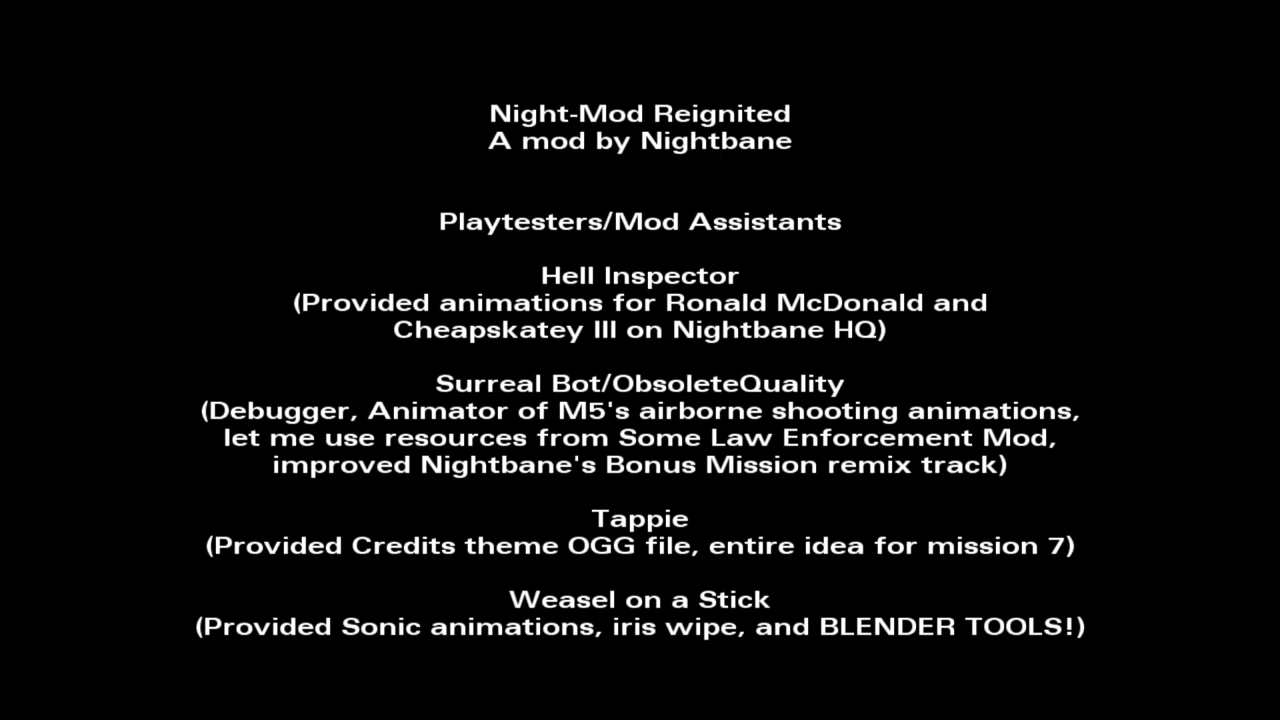 Night-Mod Reignited
A mod by Nightbane
Playtesters/Mod Assistants
Hell Inspector
(Provided animations for Ronald McDonald and
Cheapskatey III on Nightbane HQ)
Surreal Bot/ObsoleteQuality
(Debugger, Animator of M5's airborne shooting animations,
let me use resources from Some Law Enforcement Mod,
improved Nightbane's Bonus Mission remix track)
Tappie
(Provided Credits theme OGG file, entire idea for mission 7)
Weasel on a Stick
(Provided Sonic animations, iris wipe, and BLENDER TOOLS!)